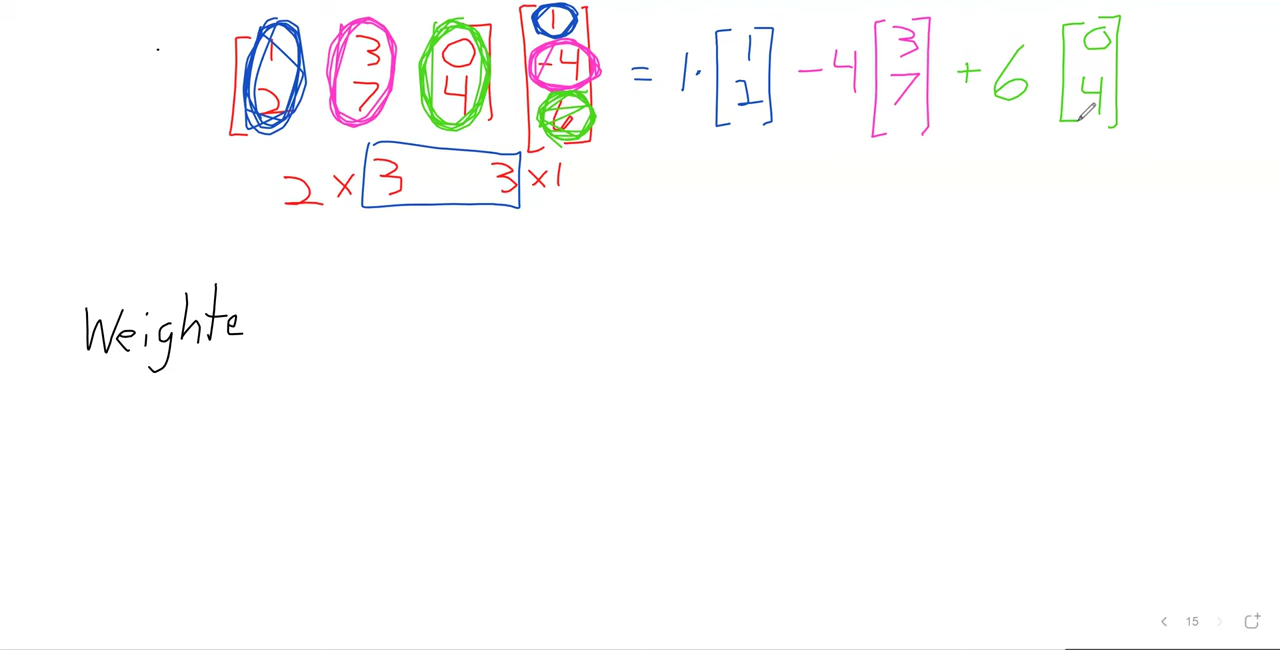 [1 3 0] [1] = 1· [1] −4 [3] + 6 [0]
[2 7 4] [-4] [2] [7] [4]
[6]
2 × 3 3 × 1
Weighte
15